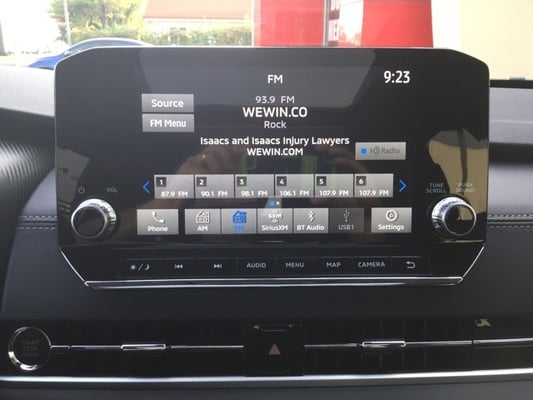 FM
9:23
Source
FM Menu
93.9 FM
WEWIN.CO
Rock
Isaacs and Isaacs Injury Lawyers
WEWIN.COM
HD Radio
1 2 3 4 5 6
87.9 FM 90.1 FM 98.1 FM 106.1 FM 107.9 FM 107.9 FM
VOL
TUNE SCROLL
PUSH SOUND
Phone AM FM SiriusXM BT Audio USB1 Settings
AUDIO MENU MAP CAMERA
START
STOP